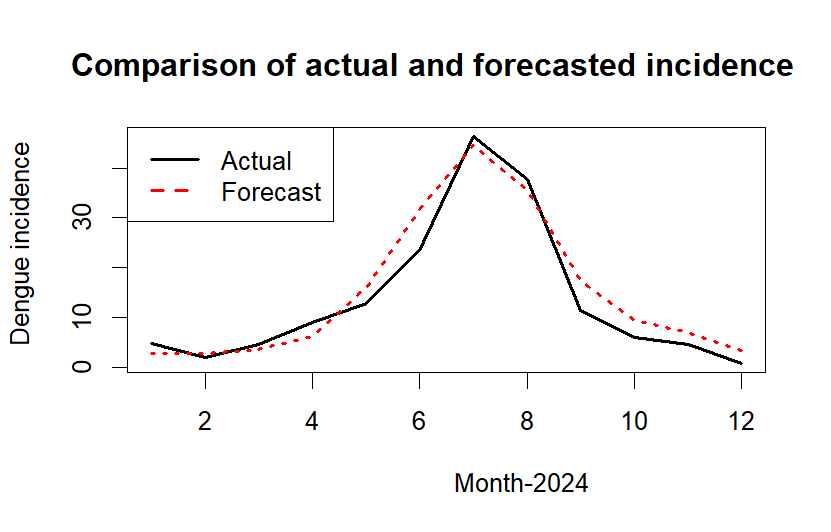 Comparison of actual and forecasted incidence
Actual
Forecast
Dengue incidence
30
10
0
2 4 6 8 10 12
Month-2024